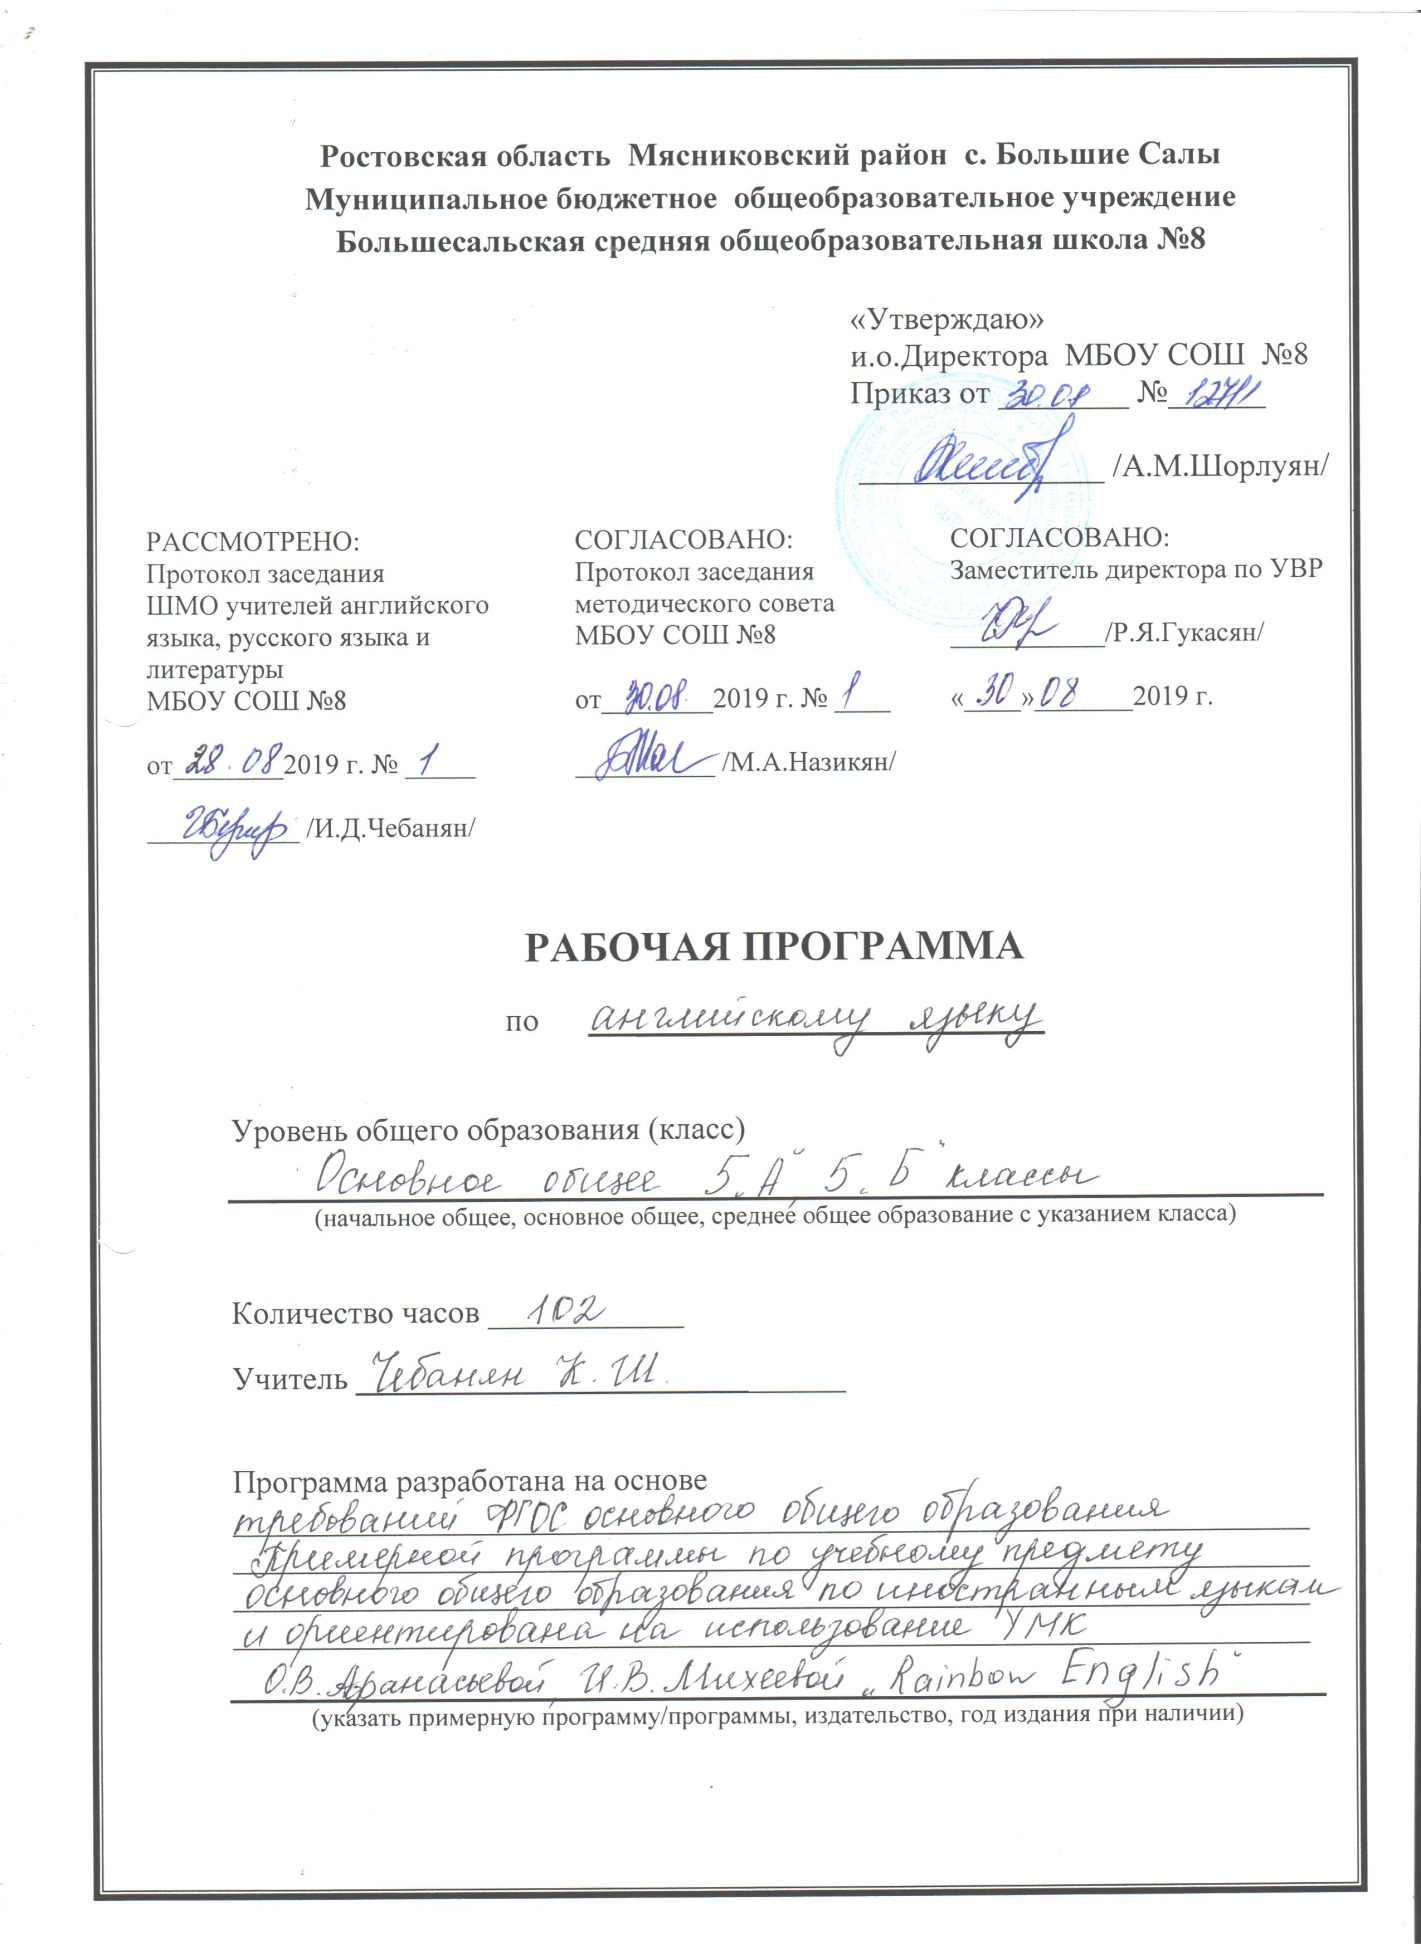 Ростовская область  Мясниковский район  с. Большие Салы
Муниципальное бюджетное  общеобразовательное учреждение
Большесальская средняя общеобразовательная школа №8
«Утверждаю»
и.о.Директора  МБОУ СОШ  №8
Приказ от 30.08 №
/А.М.Шорлуян/
РАССМОТРЕНО:
Протокол заседания
ШМО учителей английского
языка, русского языка и
литературы
МБОУ СОШ №8
от 28.08 2019 г. № 1
/И.Д.Чебанян/
СОГЛАСОВАНО:
Протокол заседания
методического совета
МБОУ СОШ №8
от 30.08. 2019 г. № 1
/М.А.Назикян/
СОГЛАСОВАНО:
Заместитель директора по УВР
/Р.Я.Гукасян/
« 30 » 08 2019 г.
РАБОЧАЯ ПРОГРАММА
по английскому языку
Уровень общего образования (класс)
Основное общее 5 „А“, 5 „Б“ классы
(начальное общее, основное общее, среднее общее образование с указанием класса)
Количество часов 102
Учитель Чебанян К.Ш.
Программа разработана на основе
требований ФГОС основного общего образования
Примерной программы по учебному предмету
основного общего образования по иностранным языкам
и ориентирована на использование УМК
О.В. Афанасьевой, И.В. Михеевой „Rainbow English“
(указать примерную программу/программы, издательство, год издания при наличии)